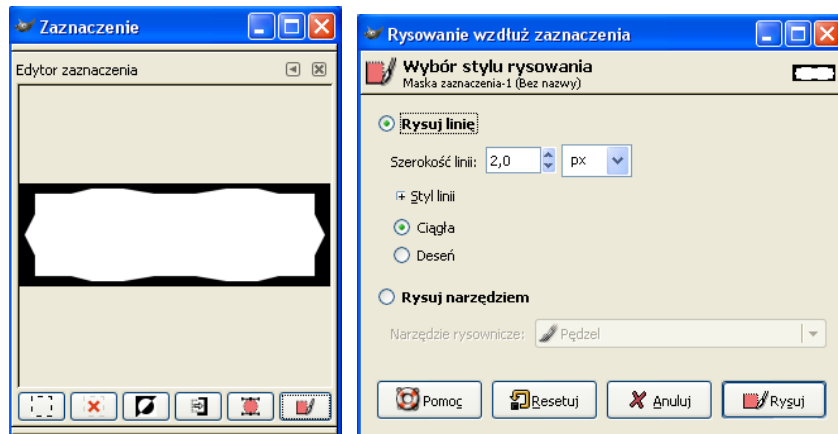 Zaznaczenie
Edytor zaznaczenia
Rysowanie wzdłuż zaznaczenia
Wybór stylu rysowania
Maska zaznaczenia-1 (Bez nazwy)
Rysuj linię
Szerokość linii: 2,0 px
Styl linii
Ciągła
Deseń
Rysuj narzędziem
Narzędzie rysownicze: Pędzel
Pomoc Resetuj Anuluj Rysuj